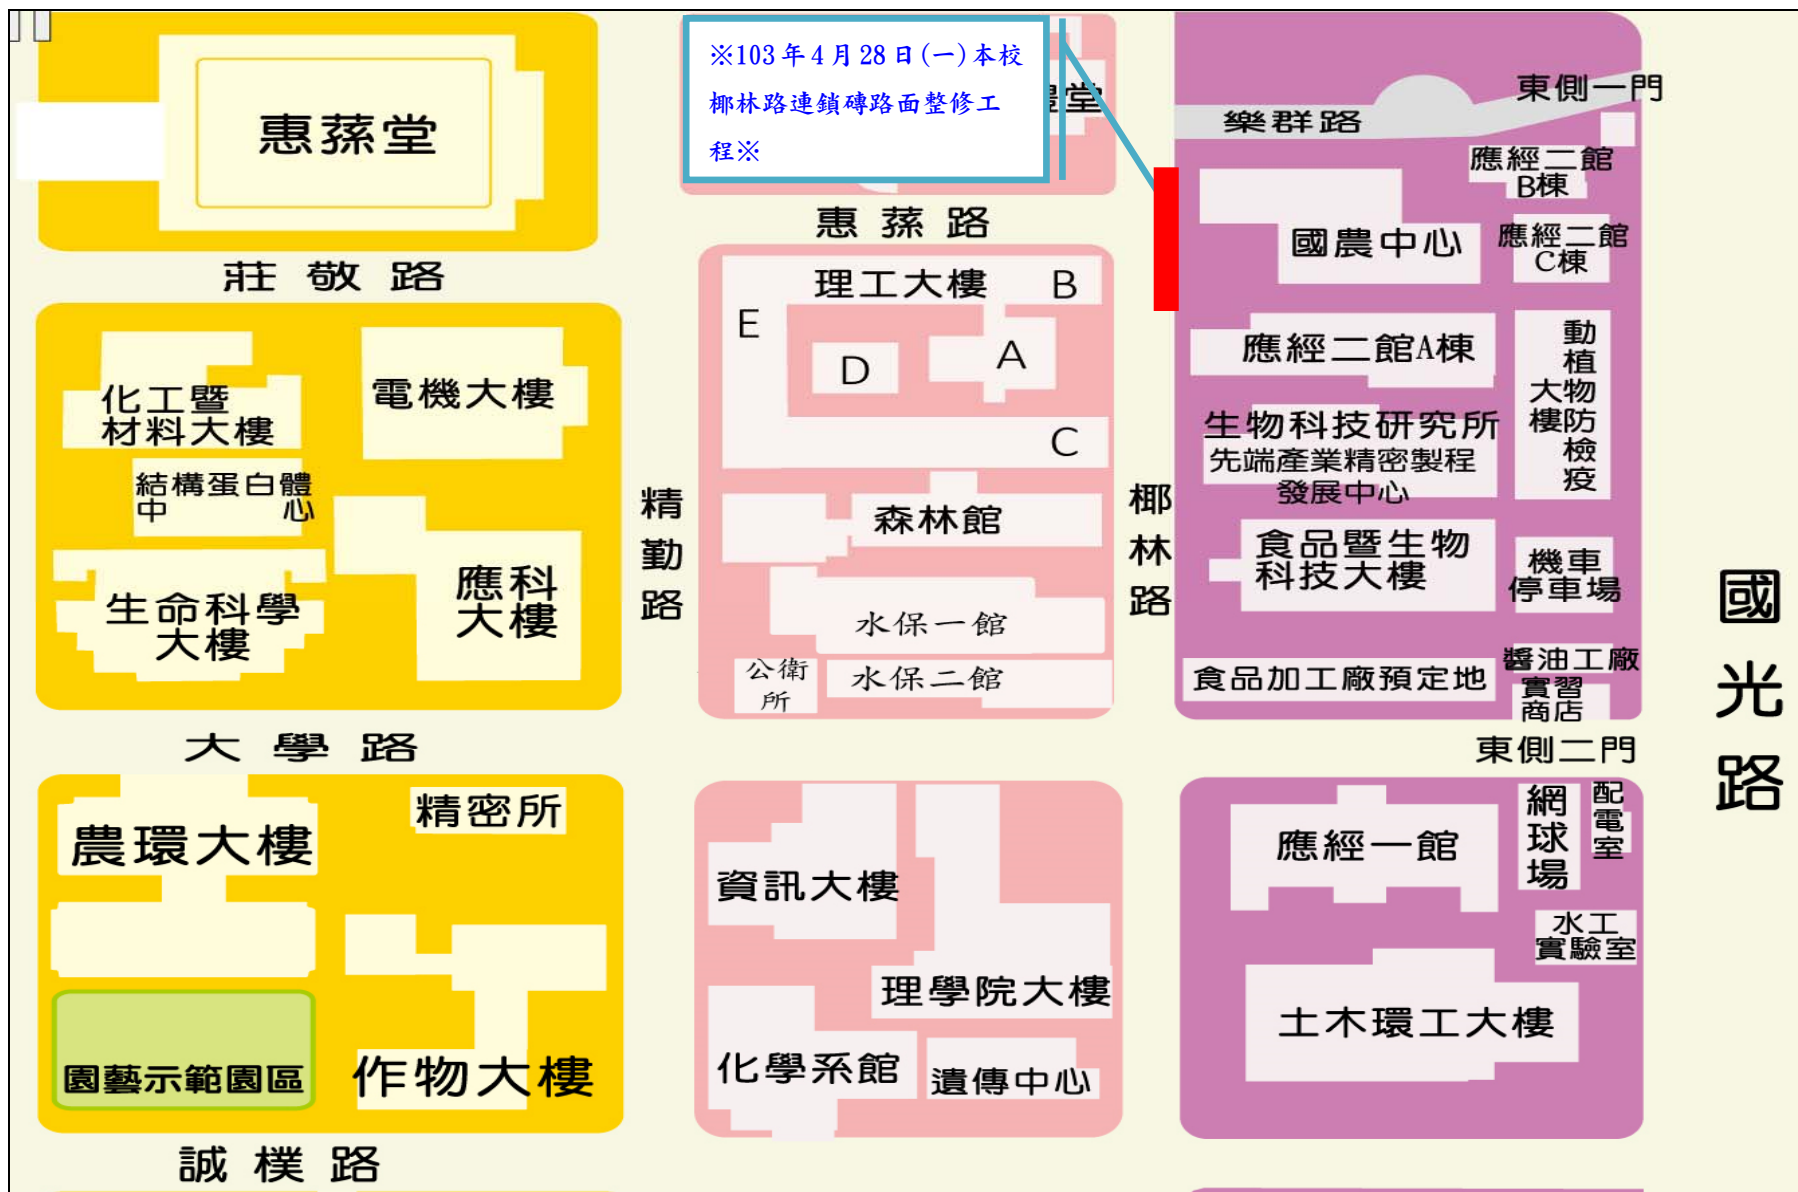 ※103年4月28日(一)本校
椰林路連鎖磚路面整修工
程※
惠蓀堂
堂
東側一門
樂群路
應經二館
B棟
惠蓀路
國農中心
應經二館
C棟
莊敬路
理工大樓 B
E
D
A
C
應經二館A棟
動植物防檢疫
大樓
化工暨
材料大樓
電機大樓
生物科技研究所
先端產業精密製程
發展中心
結構蛋白體
中心
精勤路
森林館
椰林路
食品暨生物
科技大樓
機車
停車場
應科
大樓
生命科學
大樓
水保一館
公衛
所
水保二館
食品加工廠預定地
醬油工廠
實習
商店
國光路
大學路
東側二門
農環大樓
精密所
資訊大樓
應經一館
網球場
配電室
水工
實驗室
理學院大樓
土木環工大樓
園藝示範園區
作物大樓
化學系館
遺傳中心
誠樸路